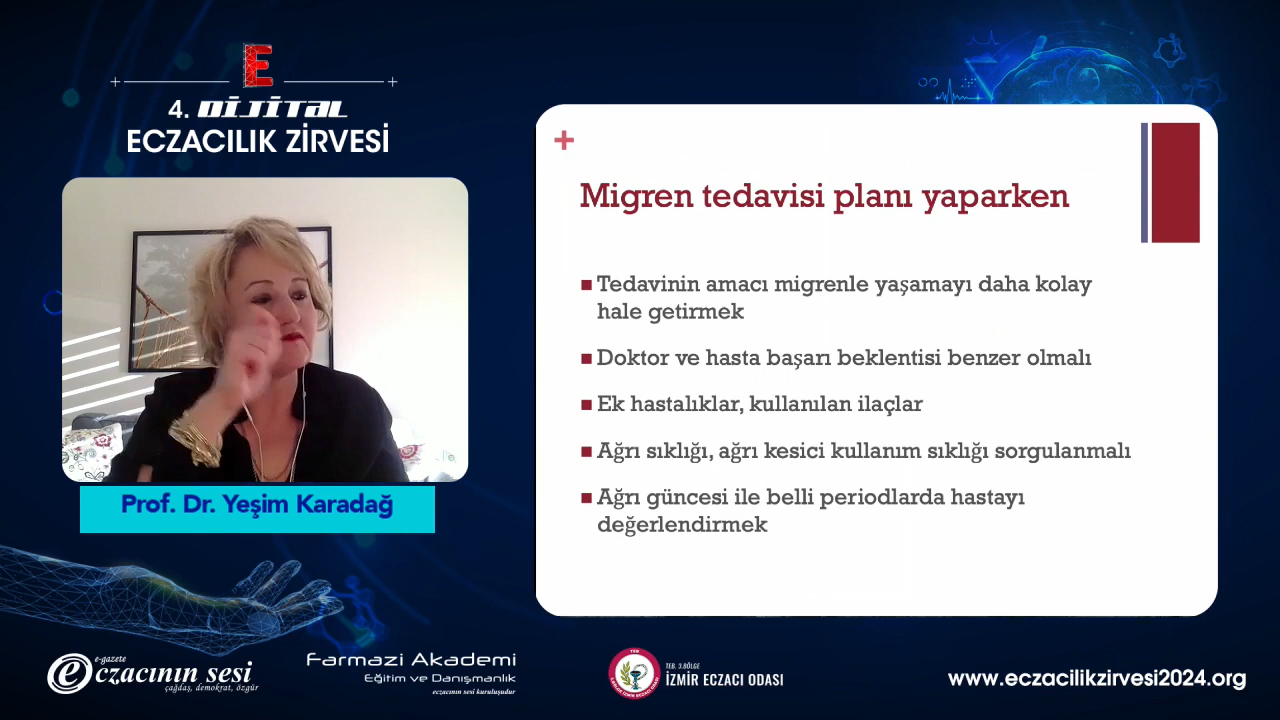 E
4. DİJİTAL
ECZACILIK ZİRVESİ
Prof. Dr. Yeşim Karadağ
+
Migren tedavisi planı yaparken
Tedavinin amacı migrenle yaşamayı daha kolay
hale getirmek
Doktor ve hasta başarı beklentisi benzer olmalı
Ek hastalıklar, kullanılan ilaçlar
Ağrı sıklığı, ağrı kesici kullanım sıklığı sorgulanmalı
Ağrı güncesi ile belli periodlarda hastayı
değerlendirmek
e-gazete
eczacının sesi
çağdaş, demokrat, özgür
Farmazi Akademi
Eğitim ve Danışmanlık
eczacının sesi kuruluşudur
TEB. 3.BÖLGE
İZMİR ECZACI ODASI
www.eczacilikzirvesi2024.org